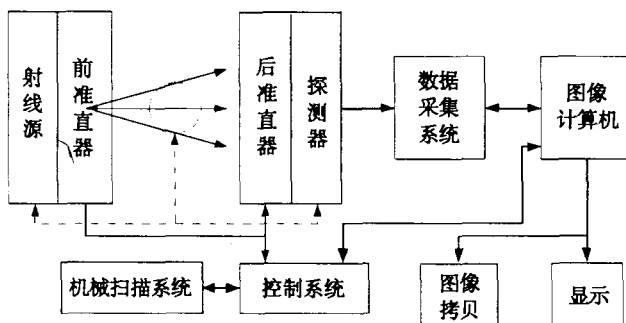 射线源
前准直器
后准直器
探测器
数据
采集
系统
图像
计算机
机械扫描系统
控制系统
图像
拷贝
显示